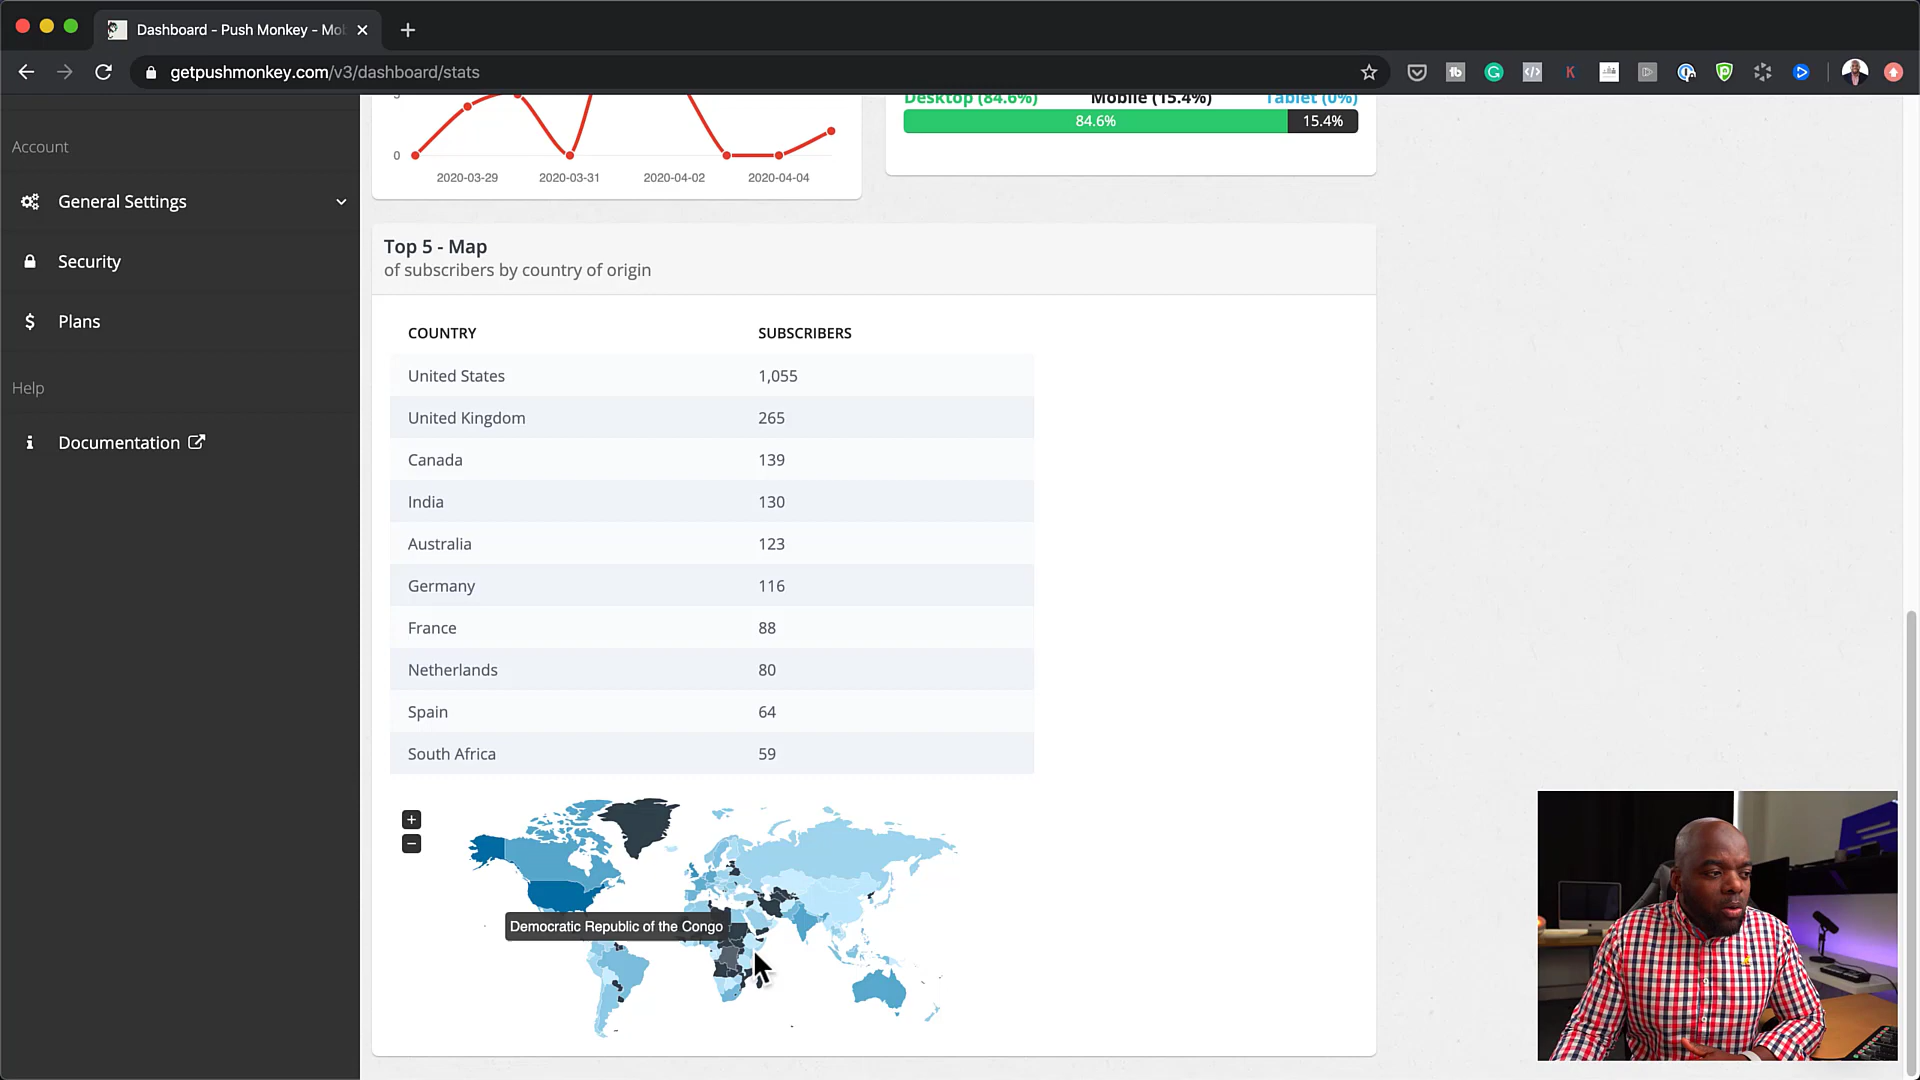 Dashboard - Push Monkey - Mo
getpushmonkey.com/v3/dashboard/stats
Account
General Settings
Security
Plans
Help
Documentation
0
2020-03-29
2020-03-31
2020-04-02
2020-04-04
Desktop (84.6%)
Mobile (15.4%)
Tablet (0%)
84.6%
15.4%
Top 5 - Map
of subscribers by country of origin
COUNTRY SUBSCRIBERS
United States 1,055
United Kingdom 265
Canada 139
India 130
Australia 123
Germany 116
France 88
Netherlands 80
Spain 64
South Africa 59
+
−
Democratic Republic of the Congo